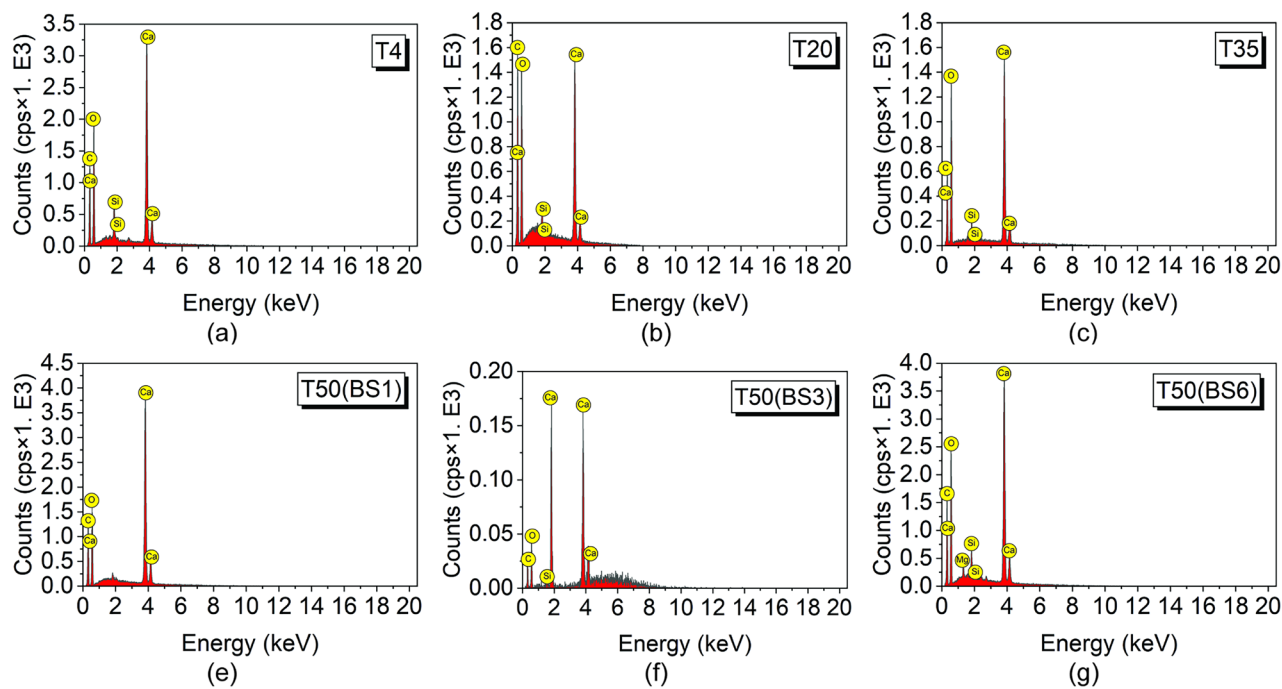 3.5
3.0
2.5
2.0
1.5
1.0
0.5
0.0
Counts (cps×1. E3)
T4
Ca
O
C
Ca
Si
Si
Ca
0 2 4 6 8 10 12 14 16 18 20
Energy (keV)
(a)
1.8
1.6
1.4
1.2
1.0
0.8
0.6
0.4
0.2
0.0
Counts (cps×1. E3)
T20
C
O
Ca
Ca
Si
Si
Ca
0 2 4 6 8 10 12 14 16 18 20
Energy (keV)
(b)
1.8
1.6
1.4
1.2
1.0
0.8
0.6
0.4
0.2
0.0
Counts (cps×1. E3)
T35
Ca
O
C
Ca
Si
Si
Ca
0 2 4 6 8 10 12 14 16 18 20
Energy (keV)
(c)
4.5
4.0
3.5
3.0
2.5
2.0
1.5
1.0
0.5
0.0
Counts (cps×1. E3)
T50(BS1)
Ca
O
C
Ca
Ca
0 2 4 6 8 10 12 14 16 18 20
Energy (keV)
(e)
0.20
0.15
0.10
0.05
0.00
Counts (cps×1. E3)
T50(BS3)
Ca
Ca
O
C
Si
Ca
0 2 4 6 8 10 12 14 16 18 20
Energy (keV)
(f)
4.0
3.5
3.0
2.5
2.0
1.5
1.0
0.5
0.0
Counts (cps×1. E3)
T50(BS6)
Ca
O
C
Ca
Si
Mg
Si
Ca
0 2 4 6 8 10 12 14 16 18 20
Energy (keV)
(g)